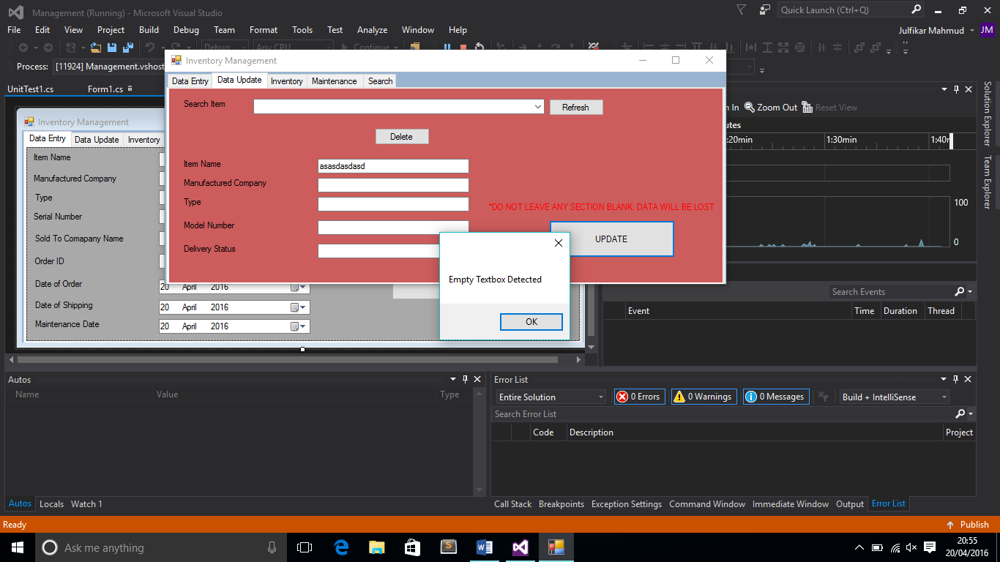 Management (Running) - Microsoft Visual Studio
Quick Launch (Ctrl+Q)
File Edit View Project Build Debug Team Format Tools Test Analyze Window Help
Julfikar Mahmud JM
Debug Any CPU Continue
Process: [11924] Management.vshost
UnitTest1.cs Form1.cs
Inventory Management
Data Entry Data Update Inventory Maintenance Search
Search Item Refresh
Delete
Item Name asasdasdasd
Manufactured Company
Type
*DO NOT LEAVE ANY SECTION BLANK. DATA WILL BE LOST
Model Number
UPDATE
Delivery Status
Empty Textbox Detected
OK
Inventory Management
Data Entry Data Update Inventory
Item Name
Manufactured Company
Type
Serial Number
Sold To Comapany Name
Order ID
Date of Order 20 April 2016
Date of Shipping 20 April 2016
Maintenance Date 20 April 2016
In Zoom Out Reset View
utes
:20min 1:30min 1:40r
100
0
Search Events
Event Time Duration Thread
Solution Explorer
Team Explorer
Autos
Name Value Type
Autos Locals Watch 1
Error List
Entire Solution 0 Errors 0 Warnings 0 Messages Build + IntelliSense
Search Error List
Code Description Project
Call Stack Breakpoints Exception Settings Command Window Immediate Window Output Error List
Ready Publish
Ask me anything
20:55
20/04/2016